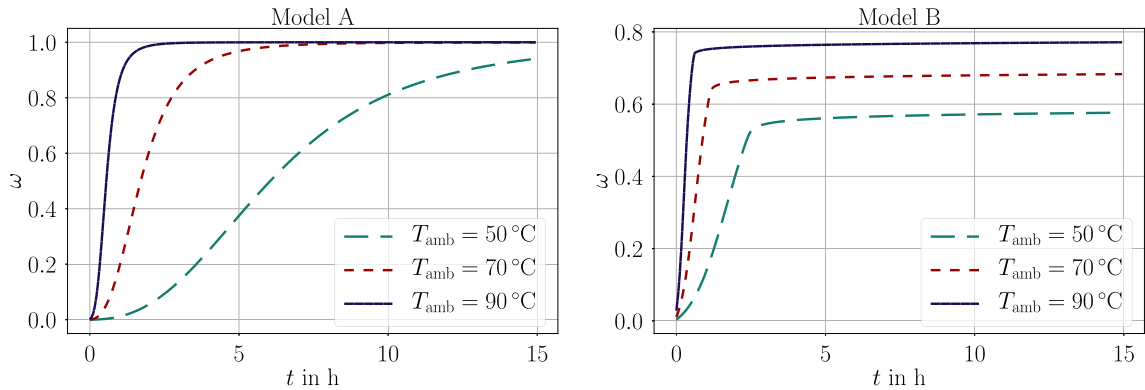 Model A
1.0
0.8
0.6
0.4
0.2
0.0
ω
0
5
10
15
t in h
T_amb = 50 °C
T_amb = 70 °C
T_amb = 90 °C
Model B
0.8
0.6
0.4
0.2
0.0
ω
0
5
10
15
t in h
T_amb = 50 °C
T_amb = 70 °C
T_amb = 90 °C